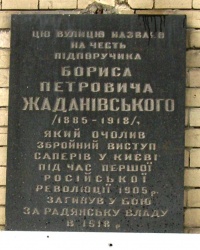 ЦЮ ВУЛИЦЮ НАЗВАНО
НА ЧЕСТЬ
ПІДПОРУЧИКА
БОРИСА
ПЕТРОВИЧА
ЖАДАНІВСЬКОГО
/1885-1918/,
ЯКИЙ ОЧОЛИВ
ЗБРОЙНИЙ ВИСТУП
САПЕРІВ У КИЄВІ
ПІД ЧАС ПЕРШОЇ
РОСІЙСЬКОЇ
РЕВОЛЮЦІЇ 1905 р.
ЗАГИНУВ У БОЮ
ЗА РАДЯНСЬКУ ВЛАДУ
В 1918 р.